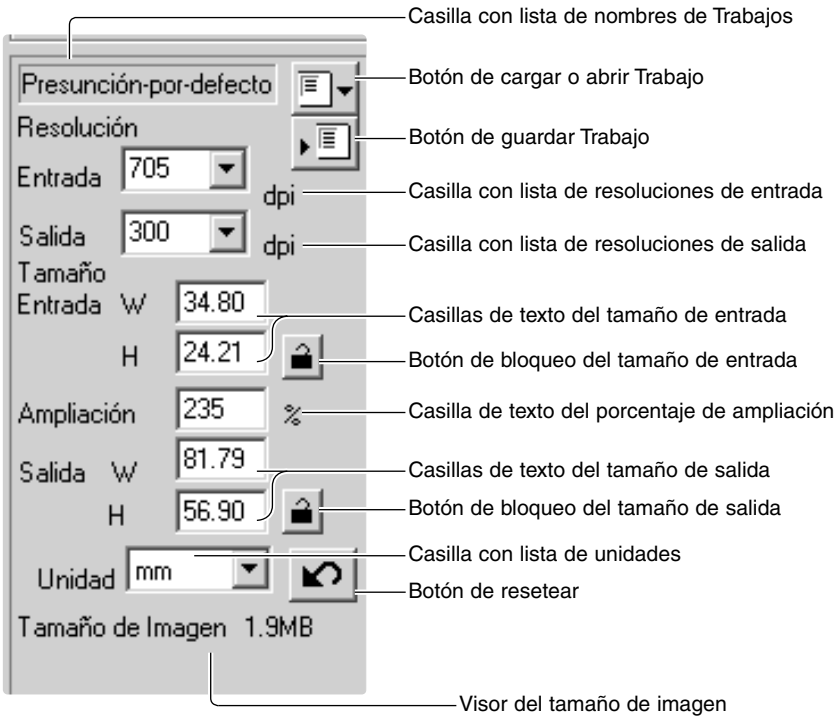 Casilla con lista de nombres de Trabajos
Presunción-por-defecto
Botón de cargar o abrir Trabajo
Resolución
Botón de guardar Trabajo
Entrada 705 dpi
Casilla con lista de resoluciones de entrada
Salida 300 dpi
Casilla con lista de resoluciones de salida
Tamaño
Entrada W 34.80
Casillas de texto del tamaño de entrada
H 24.21
Botón de bloqueo del tamaño de entrada
Ampliación 235 %
Casilla de texto del porcentaje de ampliación
Salida W 81.79
Casillas de texto del tamaño de salida
H 56.90
Botón de bloqueo del tamaño de salida
Casilla con lista de unidades
Unidad mm
Botón de resetear
Tamaño de Imagen 1.9MB
Visor del tamaño de imagen